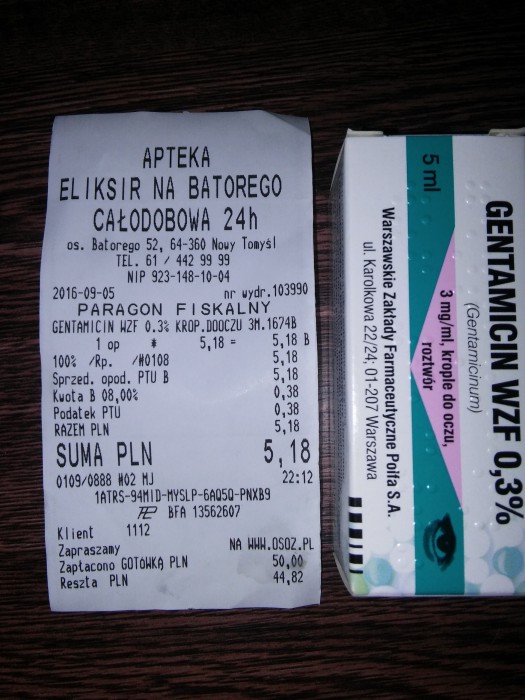 APTEKA
ELIKSIR NA BATOREGO
CAŁODOBOWA 24h
os. Batorego 52, 64-360 Nowy Tomyśl
TEL. 61 / 442 99 99
NIP 923-148-10-04
2016-09-05 nr wydr.103990
PARAGON FISKALNY
GENTAMICIN WZF 0.3% KROP.DOOCZU 3M.1674B
1 op * 5,18 = 5,18 B
100% /Rp. /#0108 5,18
Sprzed. opod. PTU B 5,18
Kwota B 08,00% 0,38
Podatek PTU 0,38
RAZEM PLN 5,18
SUMA PLN 5,18
0109/0888 #02 MJ 22:12
1ATRS-94MID-MYSLP-6AQ5Q-PNXB9
BFA 13562607
Klient 1112
Zapraszamy NA WWW.OSOZ.PL
Zapłacono GOTÓWKĄ PLN 50,00
Reszta PLN 44,82
GENTAMICIN WZF 0,3%
(Gentamicinum)
3 mg/ml, krople do oczu,
roztwór
5 ml
Warszawskie Zakłady Farmaceutyczne Polfa S.A.
ul. Karolkowa 22/24; 01-207 Warszawa